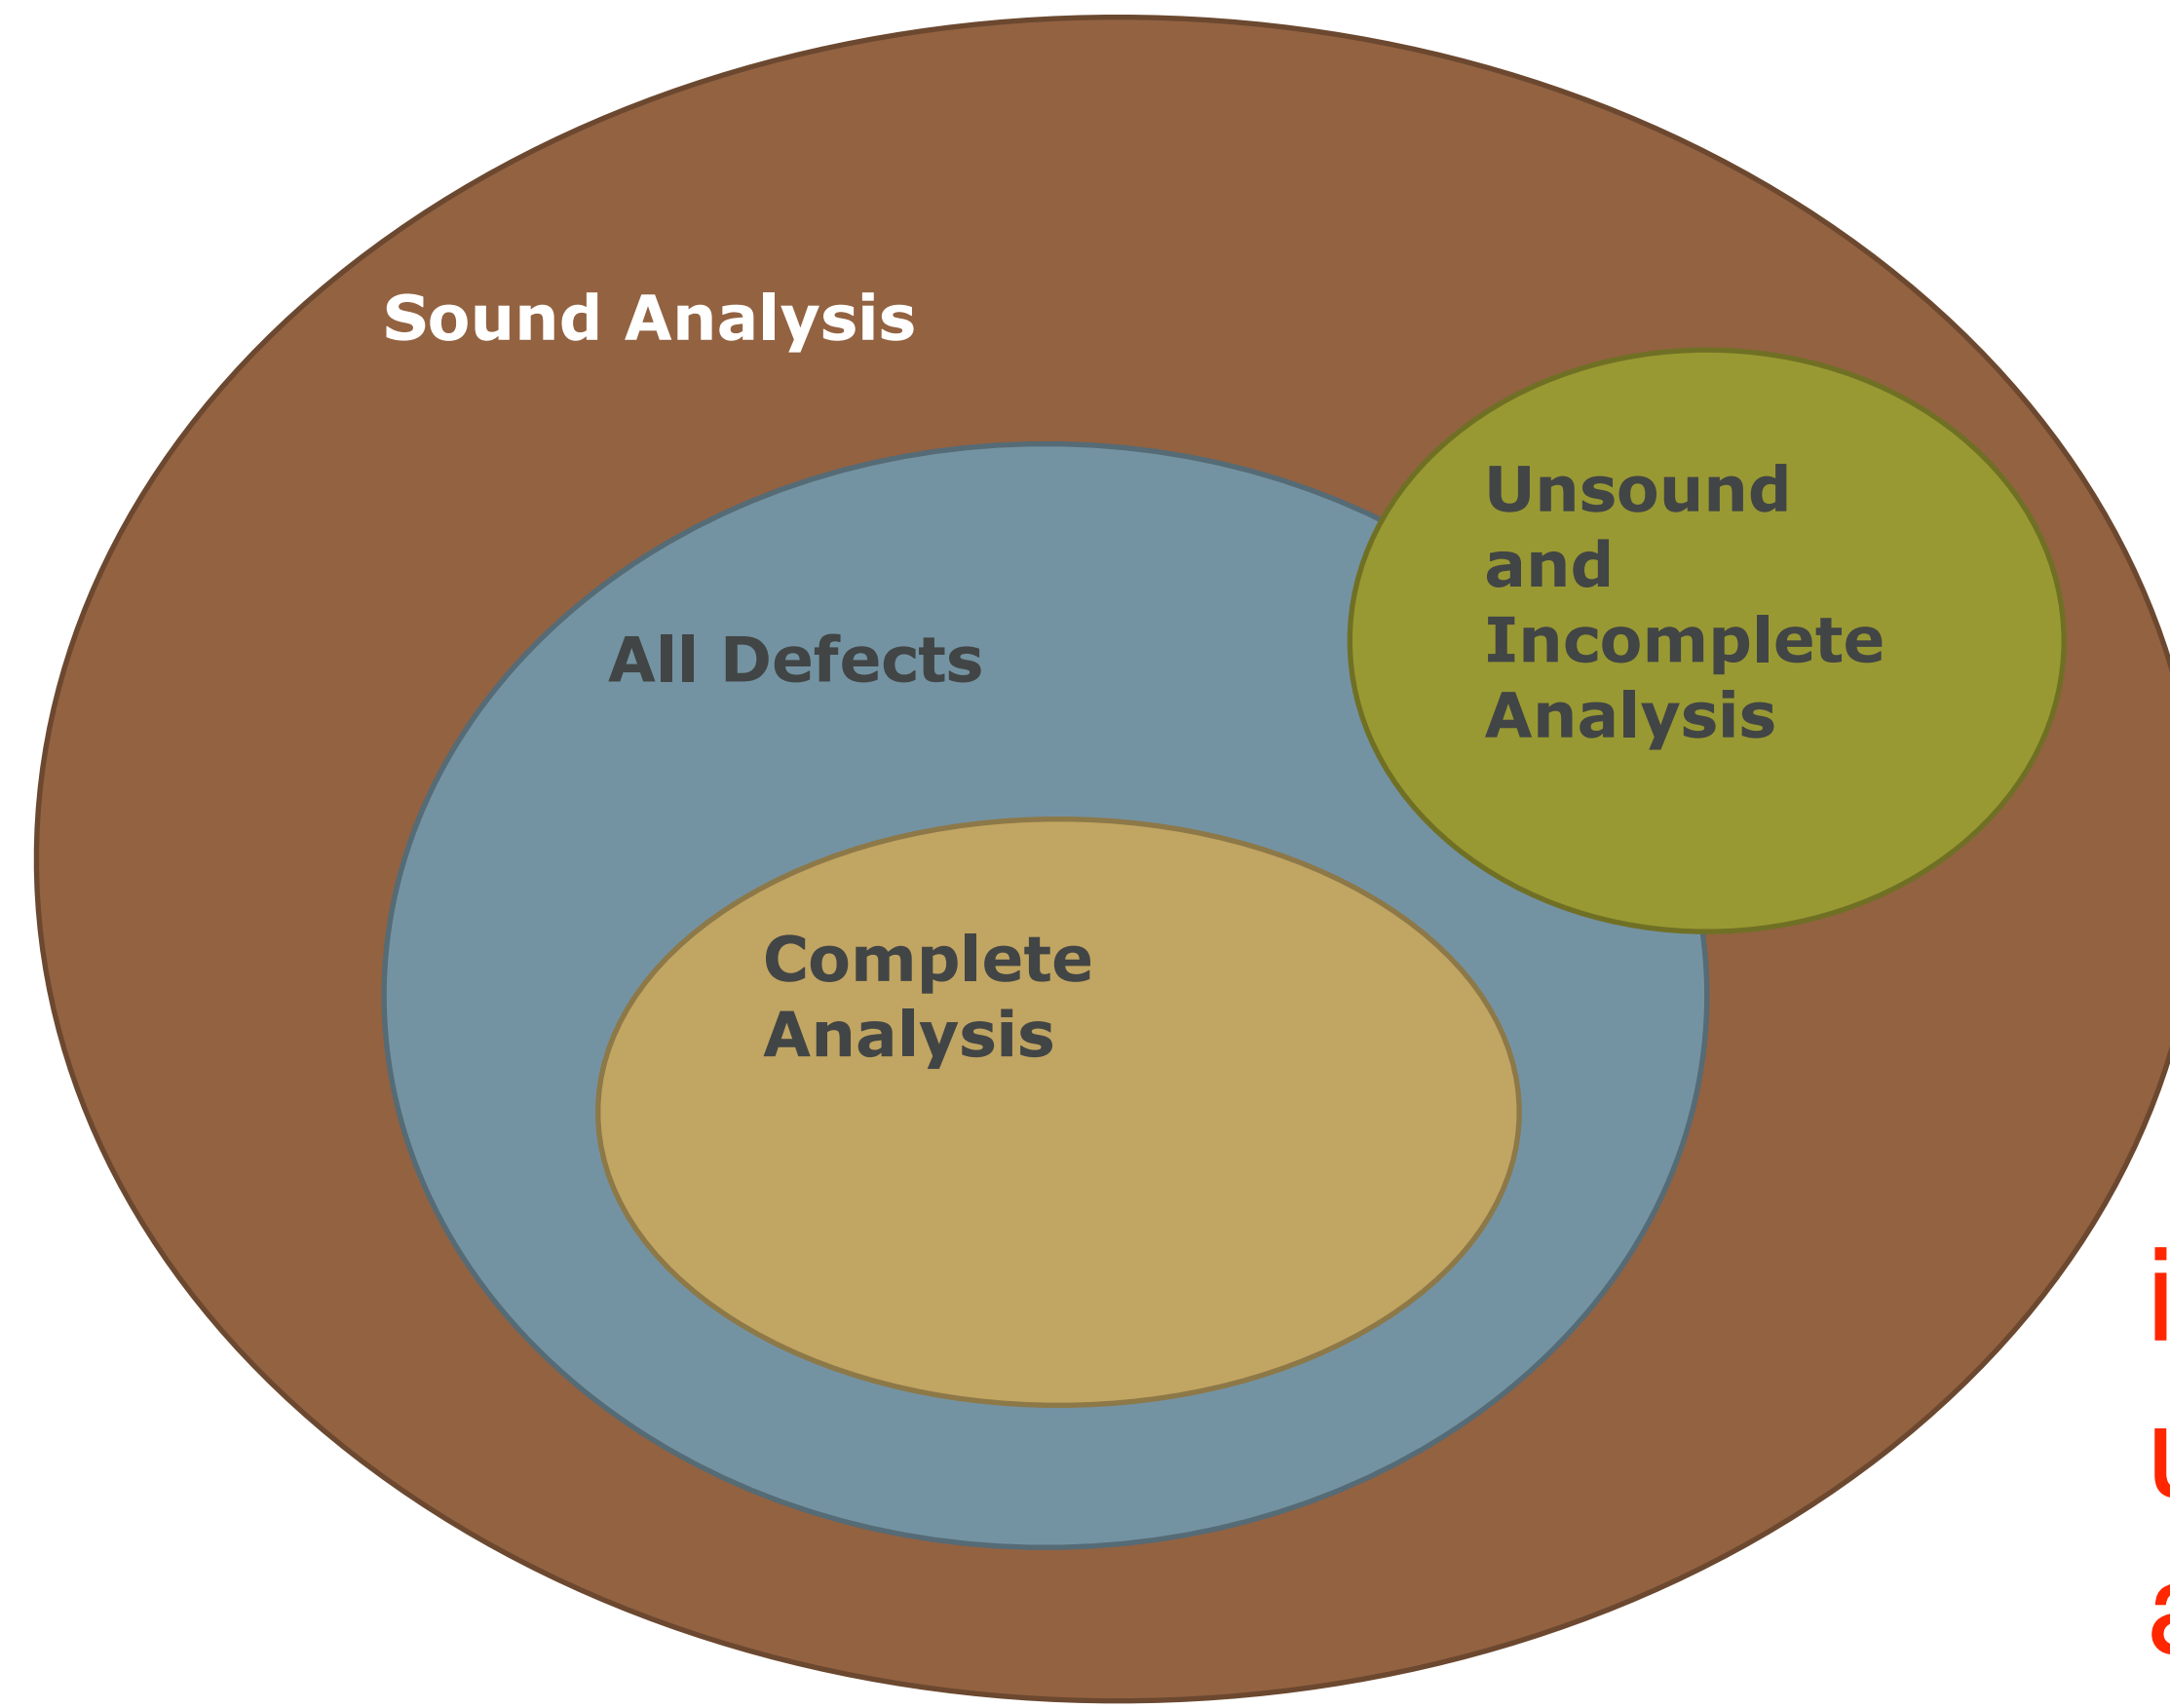 Sound Analysis
Unsound
and
Incomplete
Analysis
All Defects
Complete
Analysis